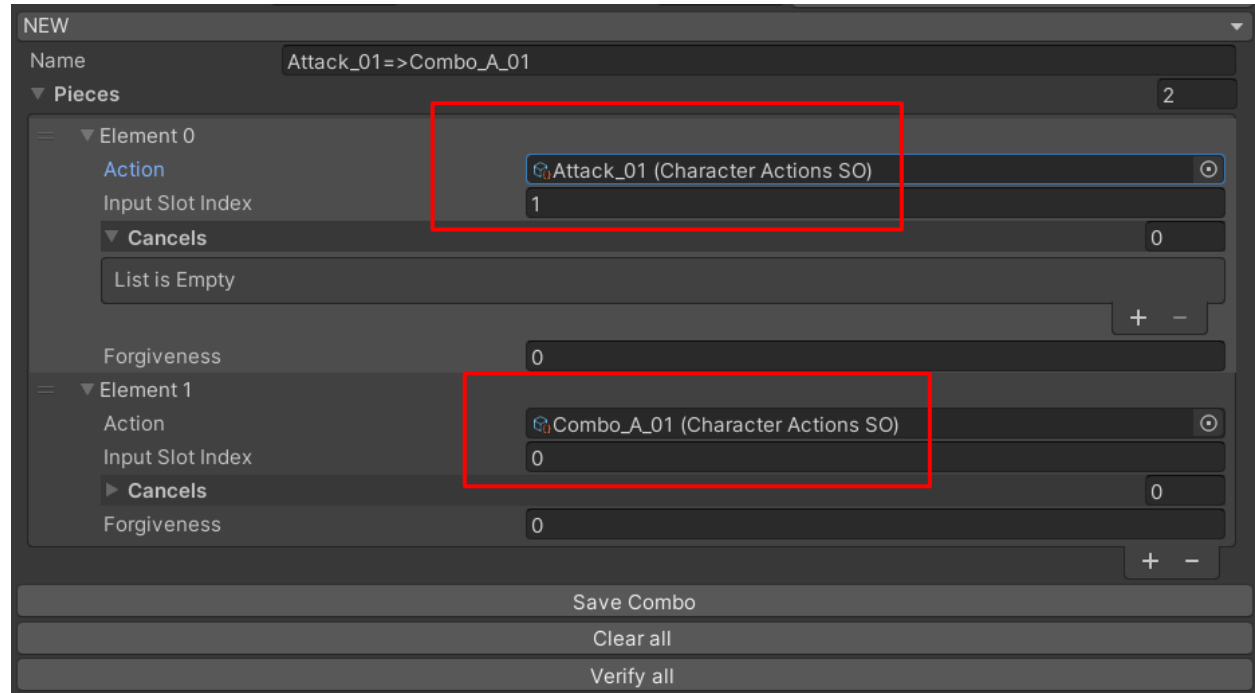 NEW
Name Attack_01=>Combo_A_01
Pieces 2
Element 0
Action Attack_01 (Character Actions SO)
Input Slot Index 1
Cancels 0
List is Empty
+ −
Forgiveness 0
Element 1
Action Combo_A_01 (Character Actions SO)
Input Slot Index 0
Cancels 0
Forgiveness 0
+ −
Save Combo
Clear all
Verify all